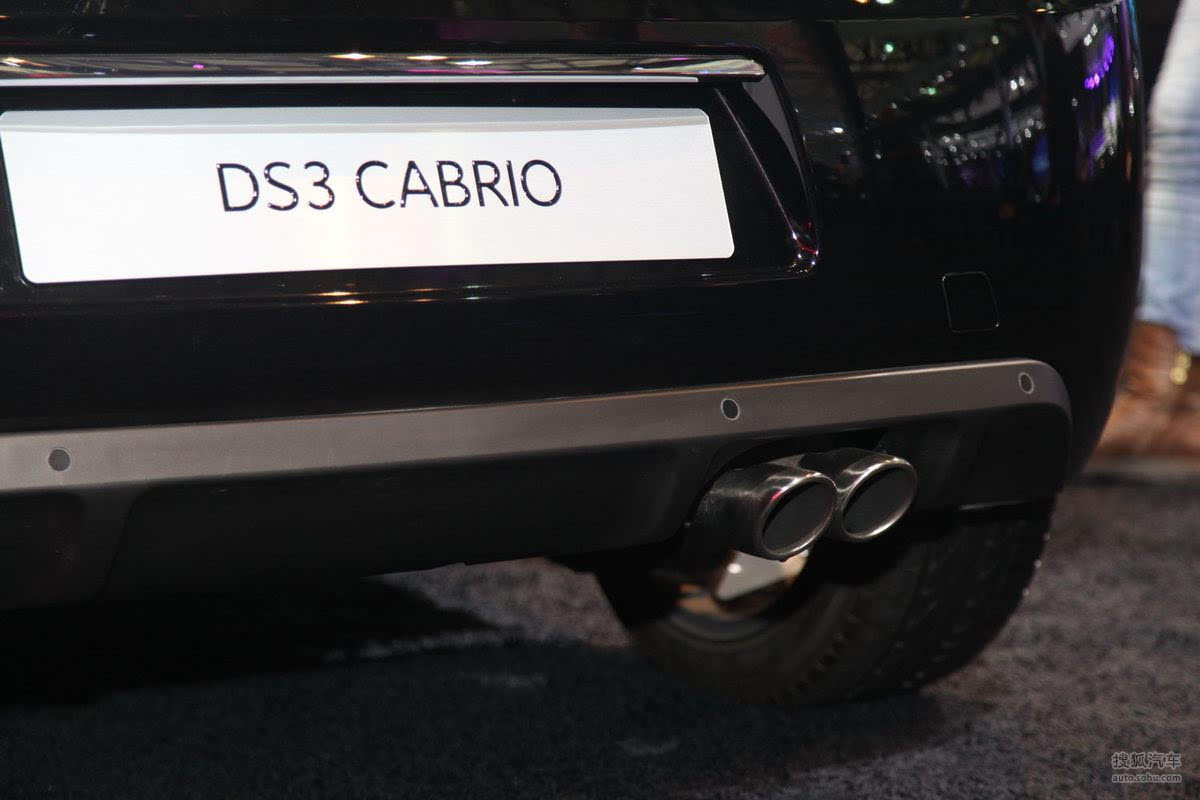 DS3 CABRIO
搜狐汽车
auto.sohu.com